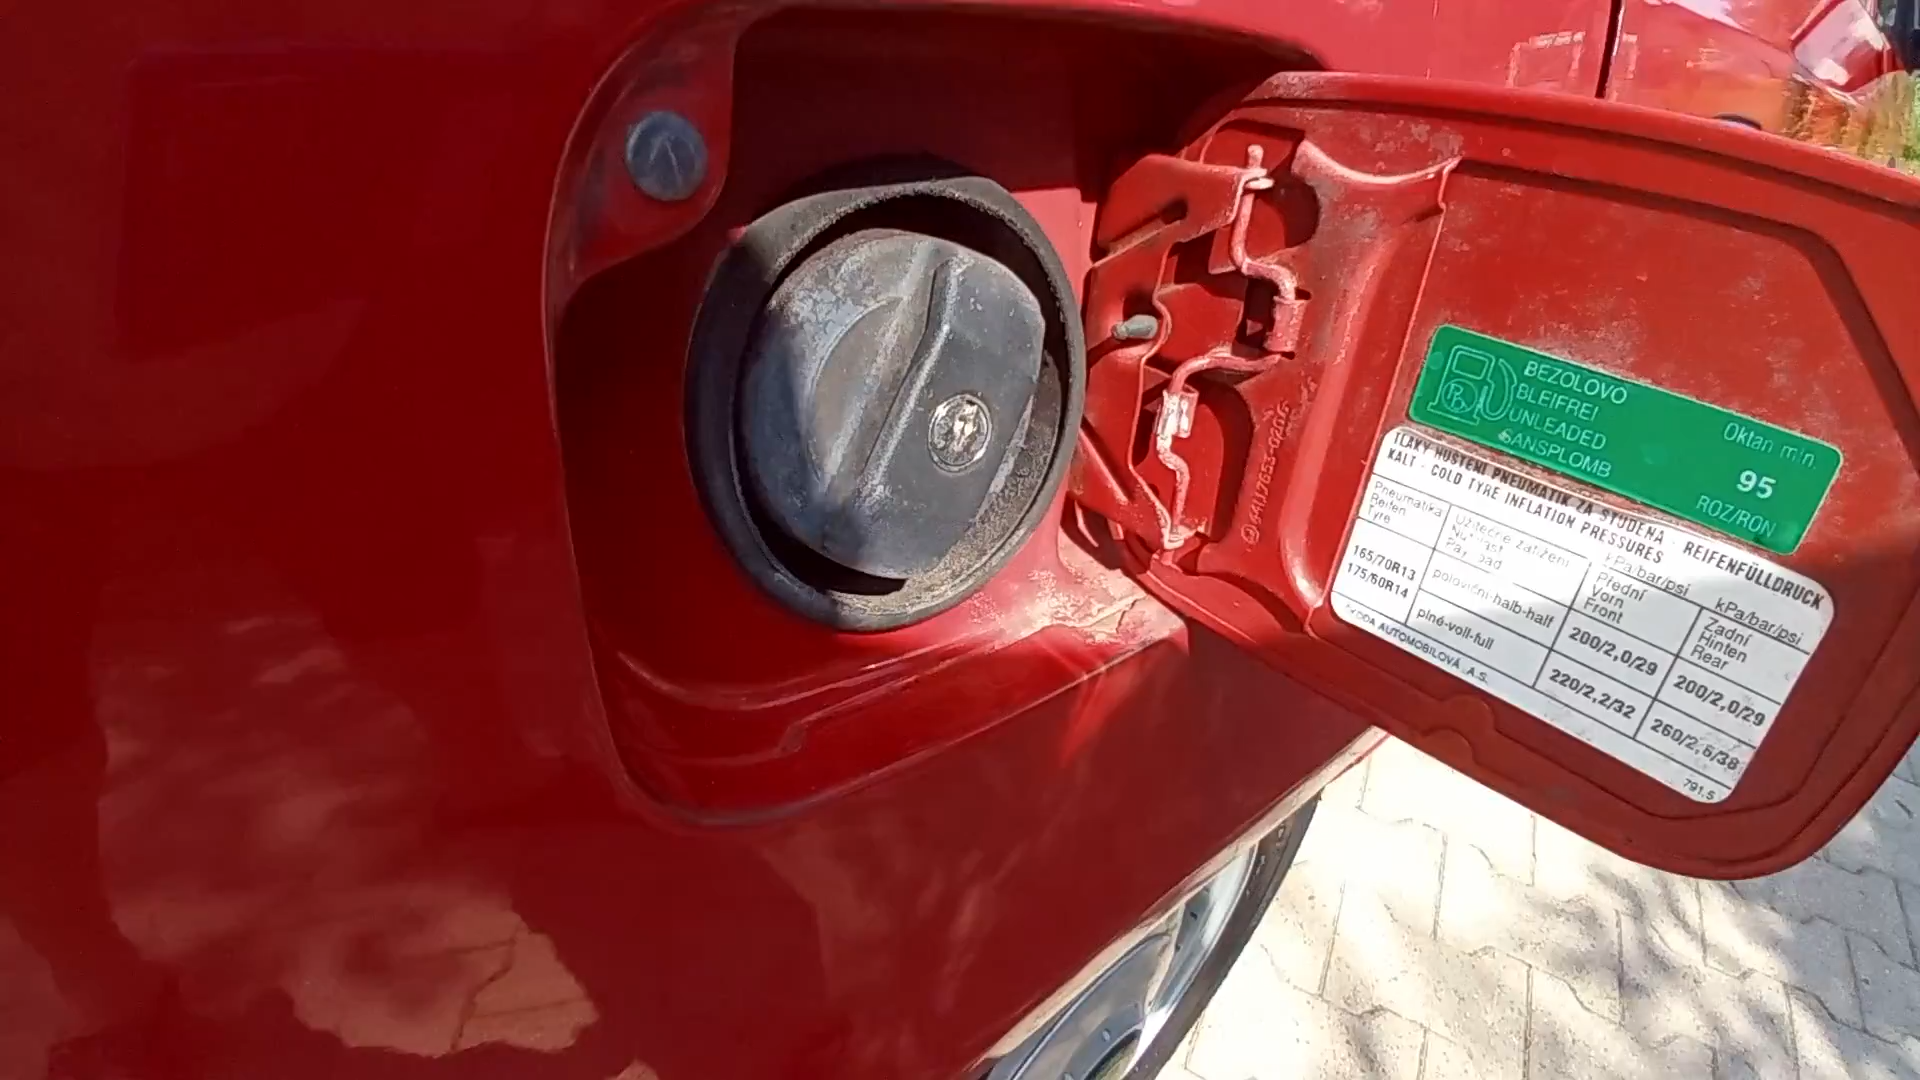 BEZOLOVO
BLEIFREI
UNLEADED
SANSPLOMB
Oktan min.
95
ROZ/RON
TLAKY HUSTĚNÍ PNEUMATIK ZA STUDENA - REIFENFÜLLDRUCK
KALT - COLD TYRE INFLATION PRESSURES
Pneumatika
Reifen
Tyre
Užitečné zatížení
kPa/bar/psi
Přední
Vorn
Front
kPa/bar/psi
Zadní
Hinten
Rear
165/70R13
175/60R14
poloviční-halb-half
200/2,0/29
200/2,0/29
plné-voll-full
220/2,2/32
260/2,6/38
ŠKODA AUTOMOBILOVÁ A.S.
791.5